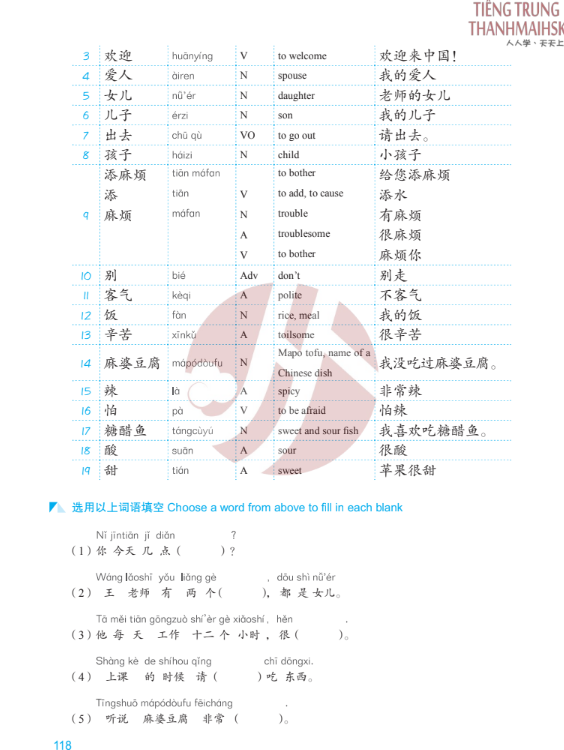 TIẾNG TRUNG
THANHMAIHSK
3 欢迎 huānyíng V to welcome 欢迎来中国!
4 爱人 àiren N spouse 我的爱人
5 女儿 nǚ'ér N daughter 老师的女儿
6 儿子 érzi N son 我的儿子
7 出去 chū qù VO to go out 请出去。
8 孩子 háizi N child 小孩子
添麻烦 tiān máfan to bother 给您添麻烦
添 tiān V to add, to cause 添水
9 麻烦 máfan N trouble 有麻烦
A troublesome 很麻烦
V to bother 麻烦你
10 别 bié Adv don't 别走
11 客气 kèqi A polite 不客气
12 饭 fàn N rice, meal 我的饭
13 辛苦 xīnkǔ A toilsome 很辛苦
14 麻婆豆腐 mápódòufu N Mapo tofu, name of a Chinese dish 我没吃过麻婆豆腐。
15 辣 là A spicy 非常辣
16 怕 pà V to be afraid 怕辣
17 糖醋鱼 tángcùyú N sweet and sour fish 我喜欢吃糖醋鱼。
18 酸 suān A sour 很酸
19 甜 tián A sweet 苹果很甜
选用以上词语填空 Choose a word from above to fill in each blank
Nǐ jīntiān jǐ diǎn ?
(1) 你 今天 几 点 ( )?
Wáng lǎoshī yǒu liǎng gè , dōu shì nǚ'ér
(2) 王 老师 有 两 个( ), 都 是 女儿。
Tā měi tiān gōngzuò shí'èr gè xiǎoshí, hěn .
(3) 他 每 天 工作 十二 个 小时 , 很 ( )。
Shàng kè de shíhou qǐng chī dōngxi.
(4) 上课 的 时候 请 ( )吃 东西。
Tīngshuō mápódòufu fēicháng .
(5) 听说 麻婆豆腐 非常 ( )。
118